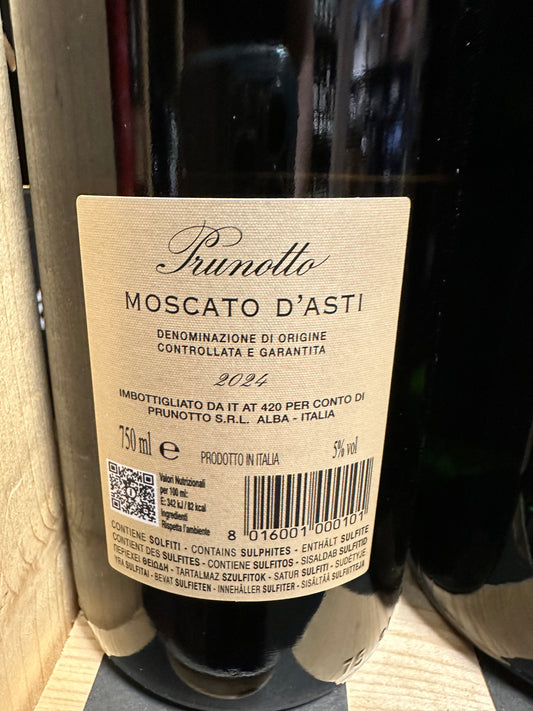 Prunotto
MOSCATO D'ASTI
DENOMINAZIONE DI ORIGINE
CONTROLLATA E GARANTITA
2024
IMBOTTIGLIATO DA IT AT 420 PER CONTO DI
PRUNOTTO S.R.L. ALBA - ITALIA
750 ml e
PRODOTTO IN ITALIA
5% vol
Valori Nutrizionali
per 100 ml:
E: 342 kJ / 82 kcal
Ingredienti
Rispetta l'ambiente
8 016001 000101
CONTIENE SOLFITI - CONTAINS SULPHITES - ENTHÄLT SULFITE
CONTIENT DES SULFITES - CONTIENE SULFITOS - SISALDAB SULFITID
ΠΕΡΙΕΧΕΙ ΘΕΙΩΔΗ - TARTALMAZ SZULFITOK - SATUR SULFITI - SUDĖTYJE
YRA SULFITAI - BEVAT SULFIETEN - INNEHÅLLER SULFITER - SISÄLTÄÄ SULFIITTEJA